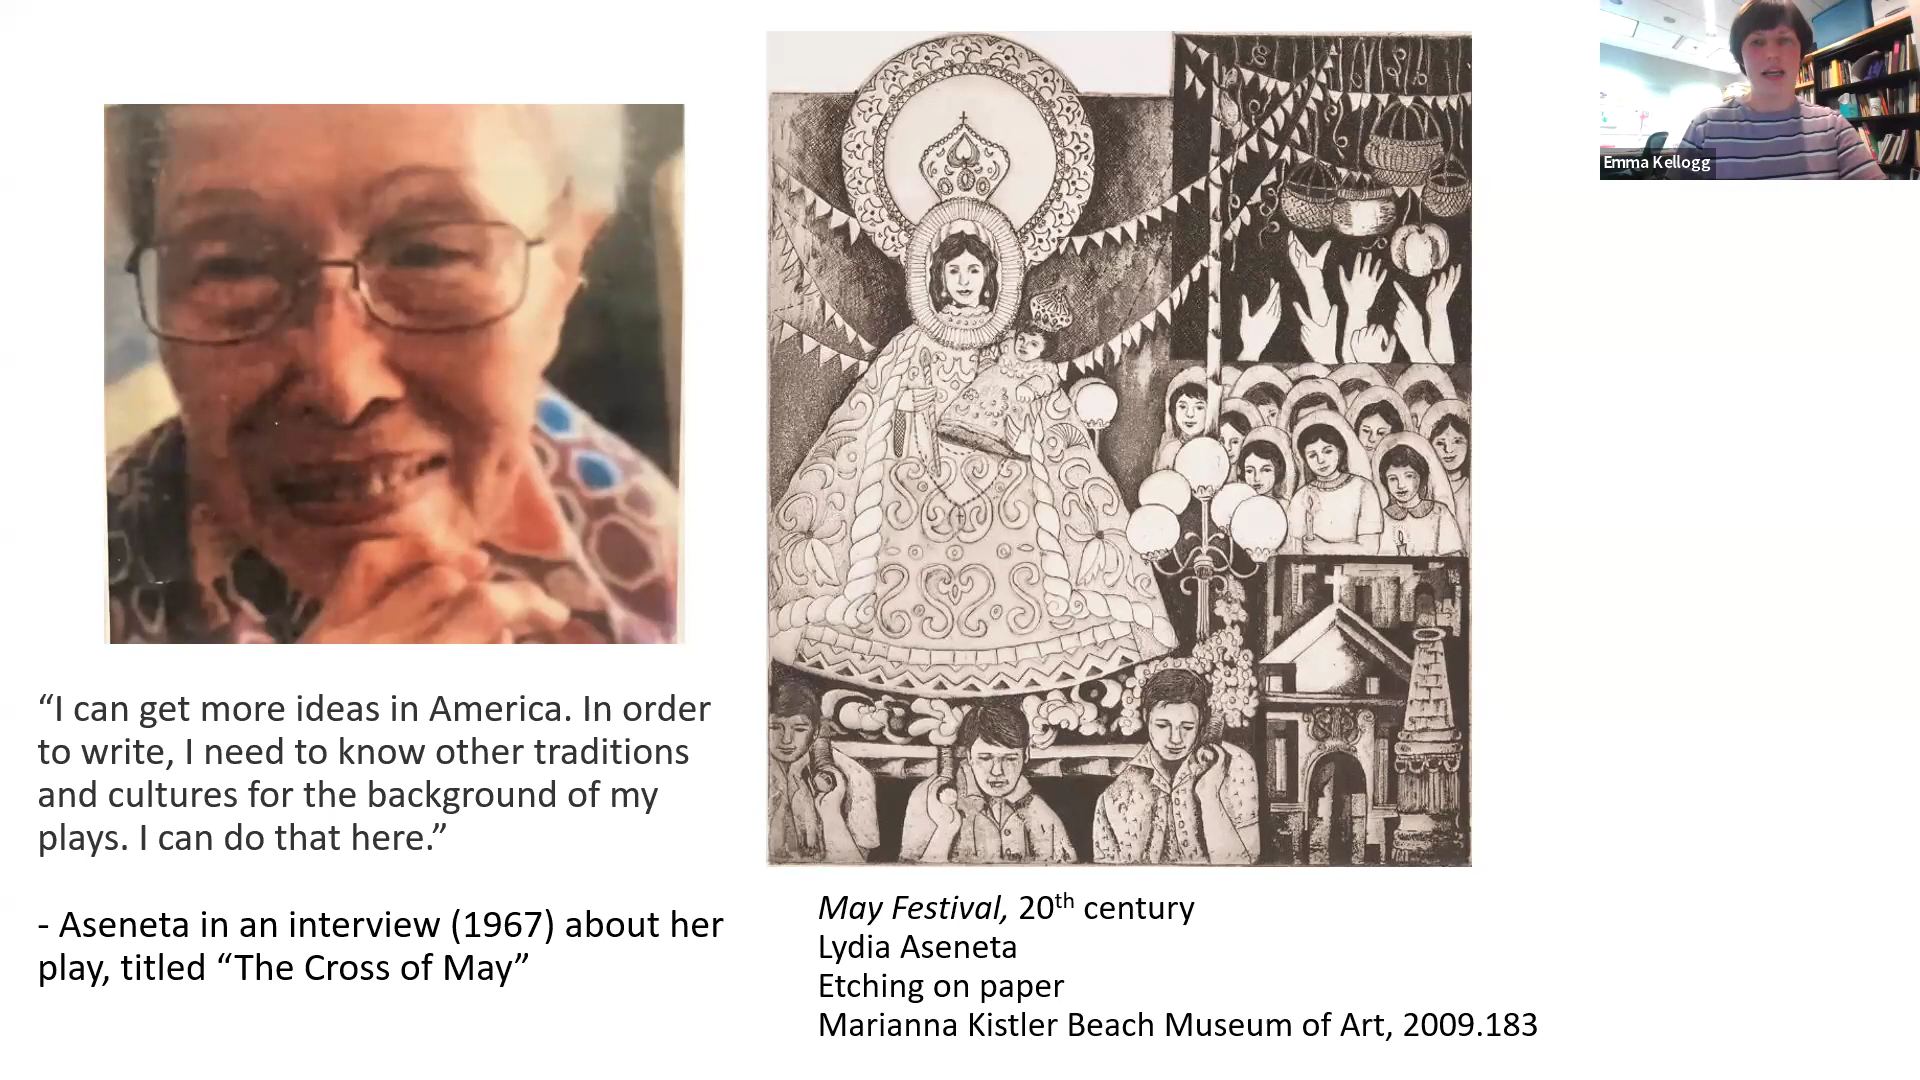 Emma Kellogg
“I can get more ideas in America. In order
to write, I need to know other traditions
and cultures for the background of my
plays. I can do that here.”
- Aseneta in an interview (1967) about her
play, titled “The Cross of May”
May Festival, 20th century
Lydia Aseneta
Etching on paper
Marianna Kistler Beach Museum of Art, 2009.183